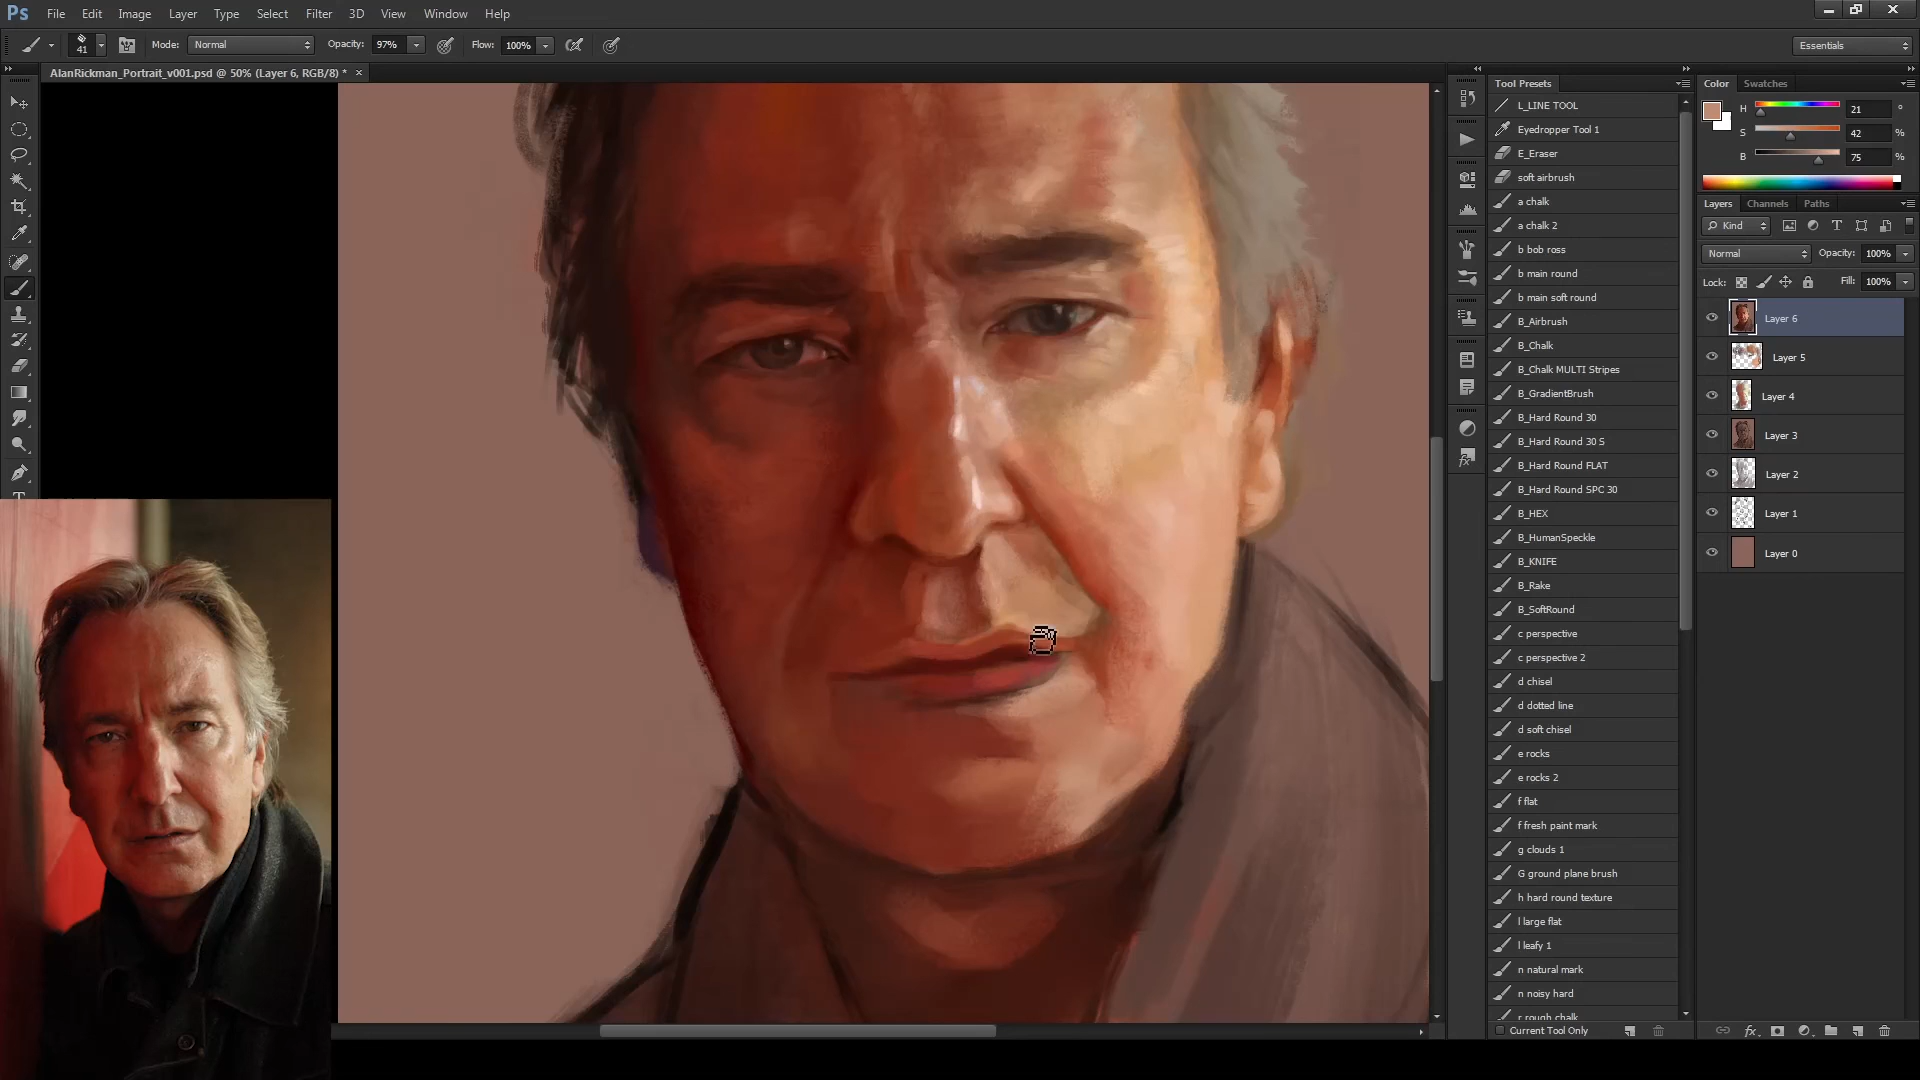 Ps File Edit Image Layer Type Select Filter 3D View Window Help
41 Mode: Normal Opacity: 97% Flow: 100% Essentials
AlanRickman_Portrait_v001.psd @ 50% (Layer 6, RGB/8) * ×
Tool Presets
L_LINE TOOL
Eyedropper Tool 1
E_Eraser
soft airbrush
a chalk
a chalk 2
b bob ross
b main round
b main soft round
B_Airbrush
B_Chalk
B_Chalk MULTI Stripes
B_GradientBrush
B_Hard Round 30
B_Hard Round 30 S
B_Hard Round FLAT
B_Hard Round SPC 30
B_HEX
B_HumanSpeckle
B_KNIFE
B_Rake
B_SoftRound
c perspective
c perspective 2
d chisel
d dotted line
d soft chisel
e rocks
e rocks 2
f flat
f fresh paint mark
g clouds 1
G ground plane brush
h hard round texture
l large flat
l leafy 1
n natural mark
n noisy hard
r rough chalk
Current Tool Only
Color Swatches
H 21 °
S 42 %
B 75 %
Layers Channels Paths
Kind
Normal Opacity: 100%
Lock: Fill: 100%
Layer 6
Layer 5
Layer 4
Layer 3
Layer 2
Layer 1
Layer 0